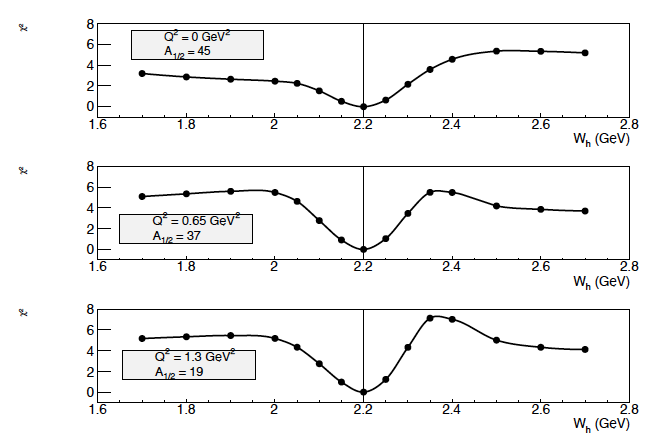 χ²
8
6
4
2
0
Q² = 0 GeV²
A₁/₂ = 45
1.6 1.8 2 2.2 2.4 2.6 2.8
Wₕ (GeV)
χ²
8
6
4
2
0
Q² = 0.65 GeV²
A₁/₂ = 37
1.6 1.8 2 2.2 2.4 2.6 2.8
Wₕ (GeV)
χ²
8
6
4
2
0
Q² = 1.3 GeV²
A₁/₂ = 19
1.6 1.8 2 2.2 2.4 2.6 2.8
Wₕ (GeV)